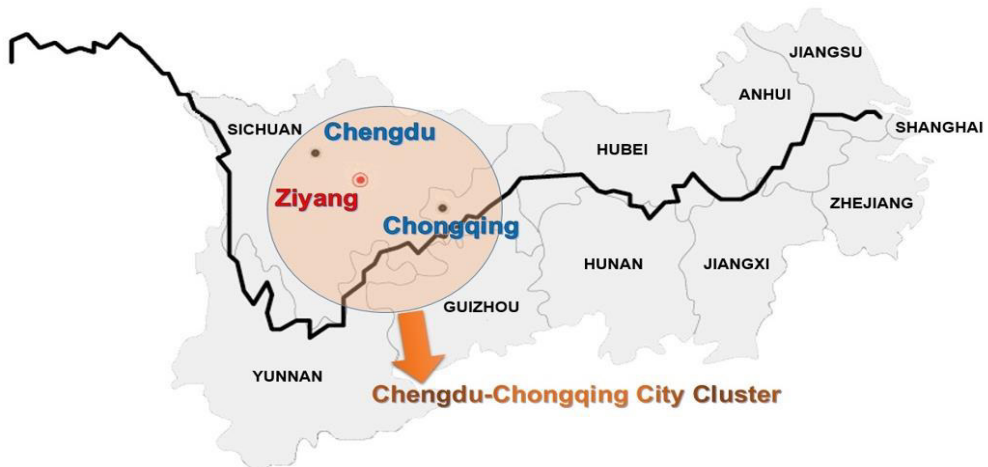 JIANGSU
ANHUI
SICHUAN
Chengdu
SHANGHAI
HUBEI
Ziyang
ZHEJIANG
Chongqing
HUNAN
JIANGXI
GUIZHOU
YUNNAN
Chengdu-Chongqing City Cluster